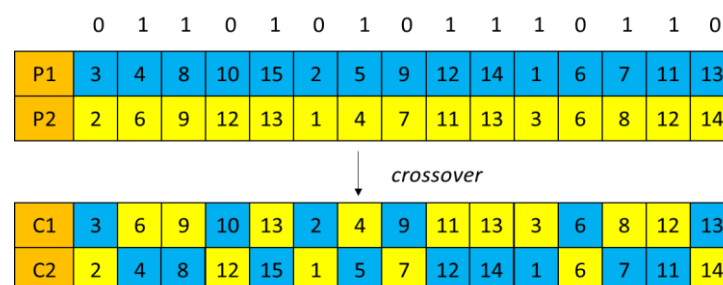 0 1 1 0 1 0 1 0 1 1 1 0 1 1 0
P1 3 4 8 10 15 2 5 9 12 14 1 6 7 11 13
P2 2 6 9 12 13 1 4 7 11 13 3 6 8 12 14
crossover
C1 3 6 9 10 13 2 4 9 11 13 3 6 8 12 13
C2 2 4 8 12 15 1 5 7 12 14 1 6 7 11 14